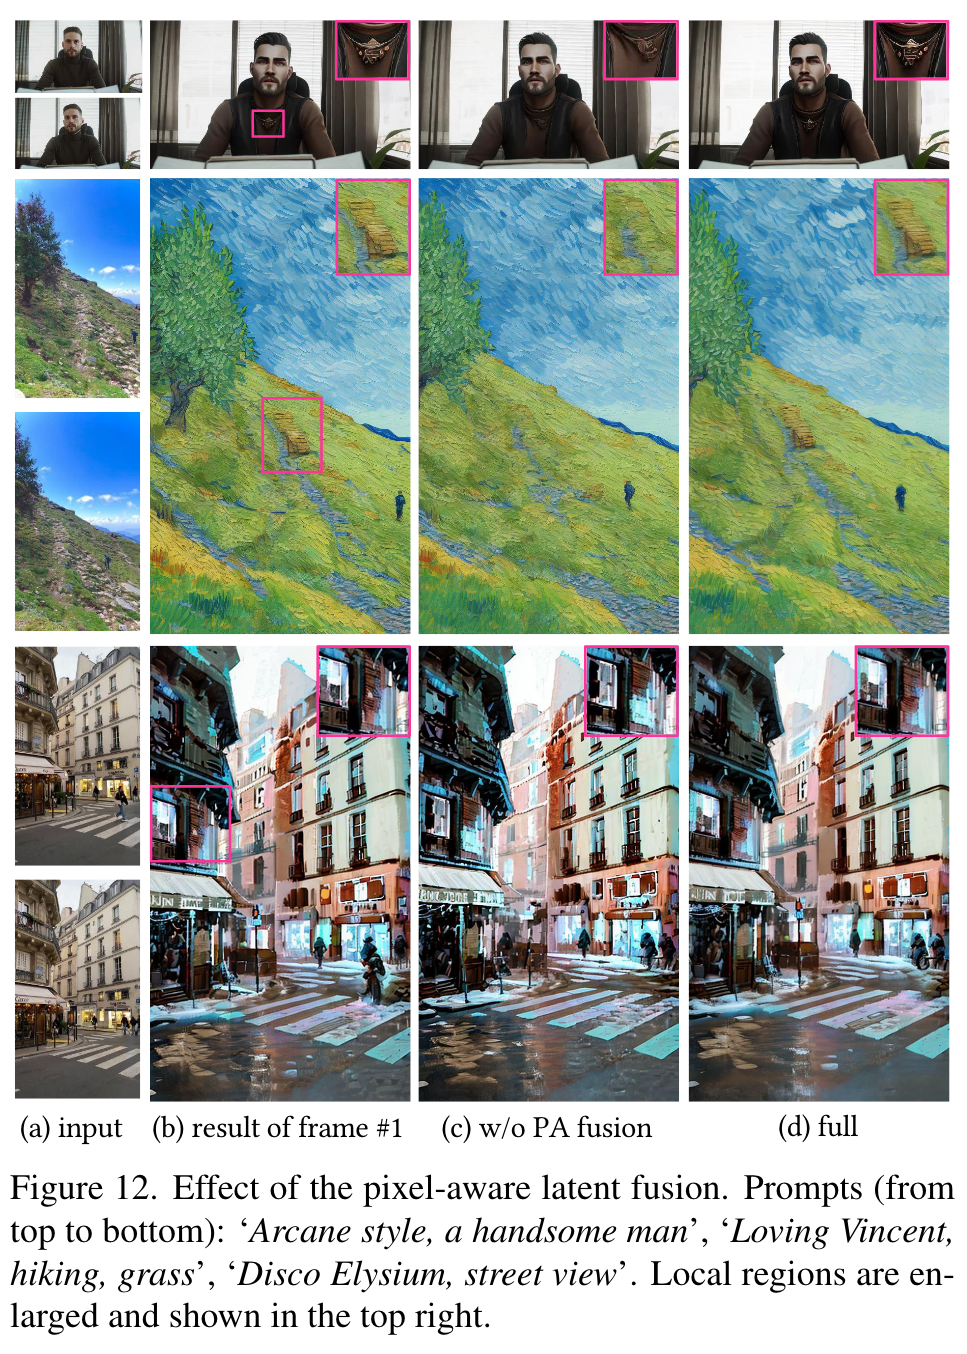 (a) input (b) result of frame #1 (c) w/o PA fusion (d) full
Figure 12. Effect of the pixel-aware latent fusion. Prompts (from
top to bottom): ‘Arcane style, a handsome man’, ‘Loving Vincent,
hiking, grass’, ‘Disco Elysium, street view’. Local regions are en-
larged and shown in the top right.